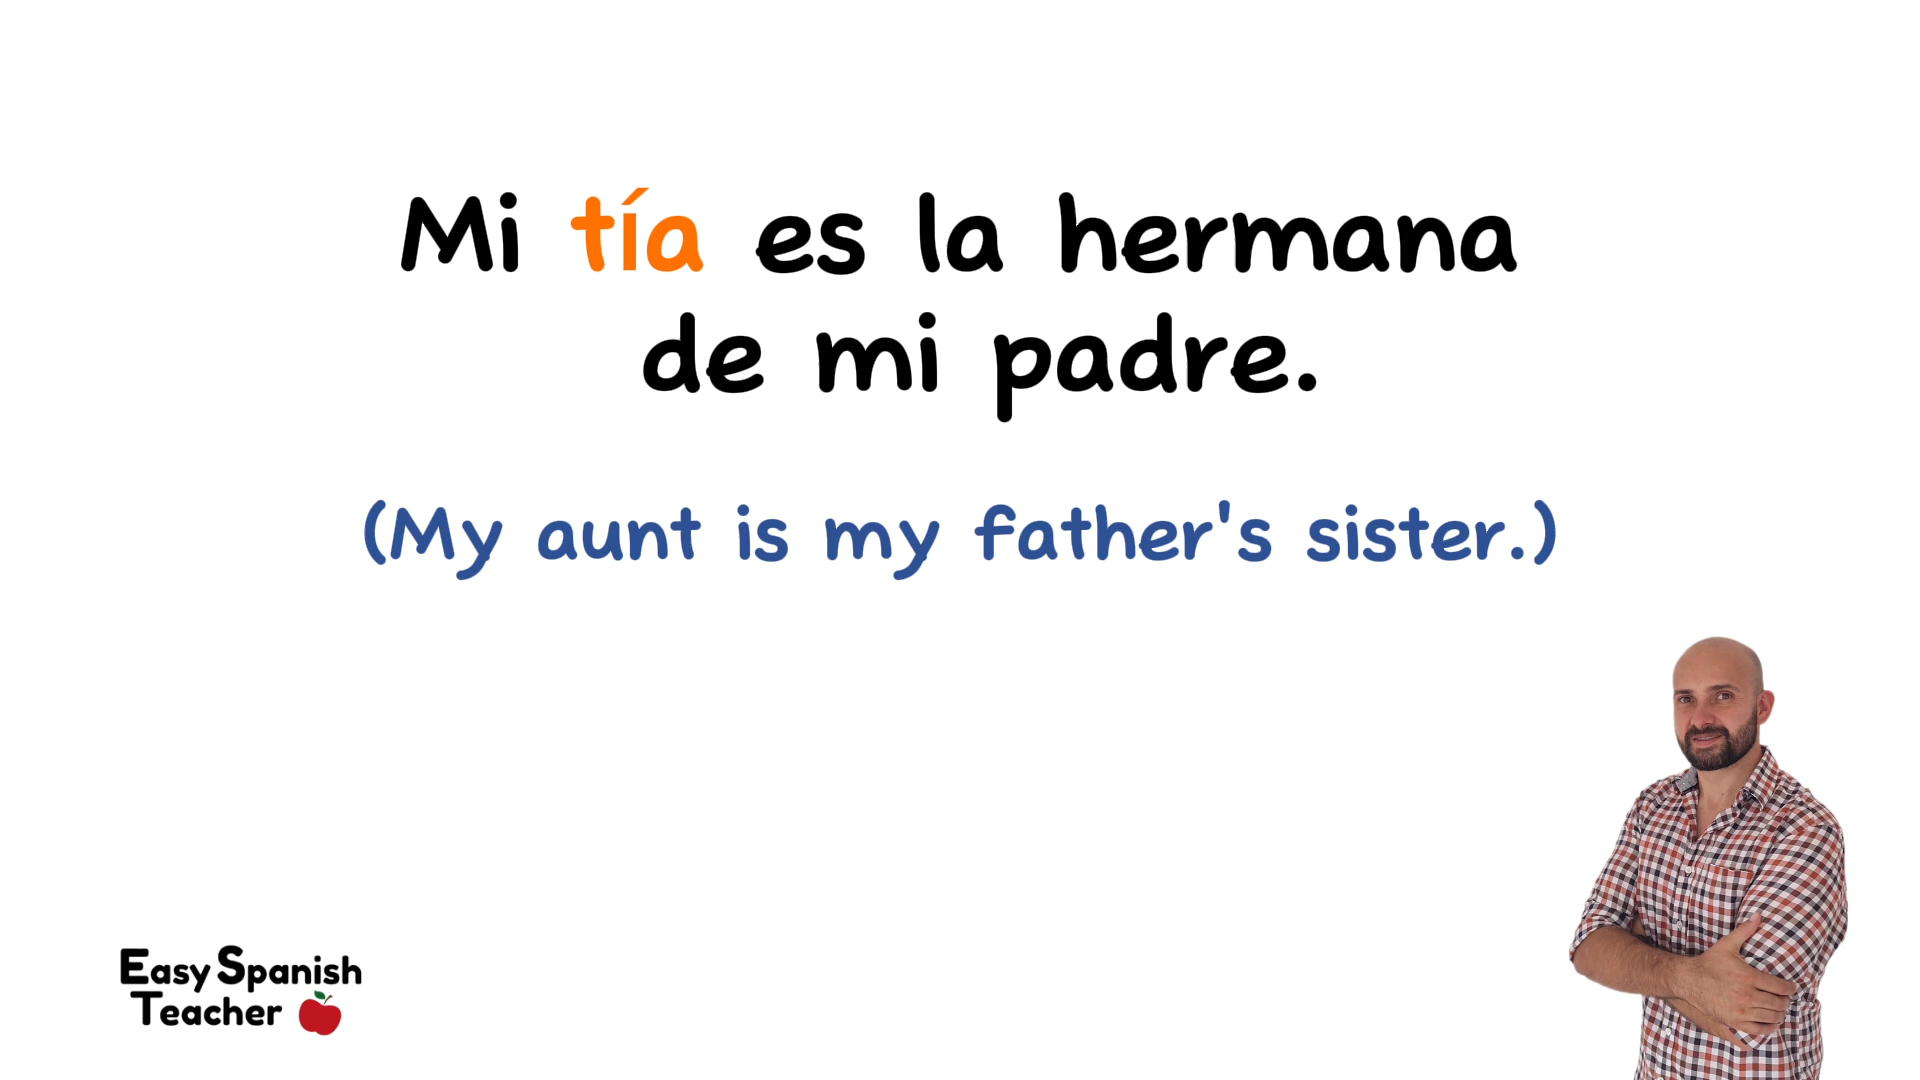 Mi tía es la hermana
de mi padre.
(My aunt is my father's sister.)
Easy Spanish
Teacher